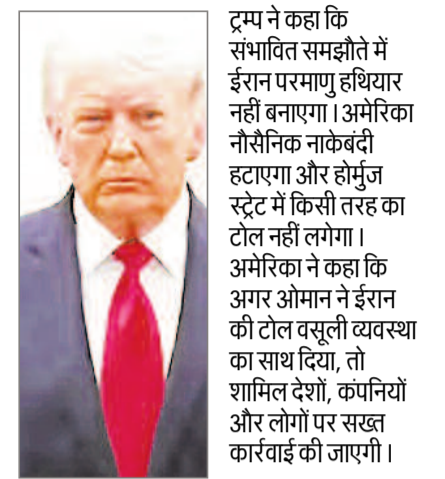 ट्रम्प ने कहा कि
संभावित समझौते में
ईरान परमाणु हथियार
नहीं बनाएगा। अमेरिका
नौसैनिक नाकेबंदी
हटाएगा और होर्मुज
स्ट्रेट में किसी तरह का
टोल नहीं लगेगा।
अमेरिका ने कहा कि
अगर ओमान ने ईरान
की टोल वसूली व्यवस्था
का साथ दिया, तो
शामिल देशों, कंपनियों
और लोगों पर सख्त
कार्रवाई की जाएगी।